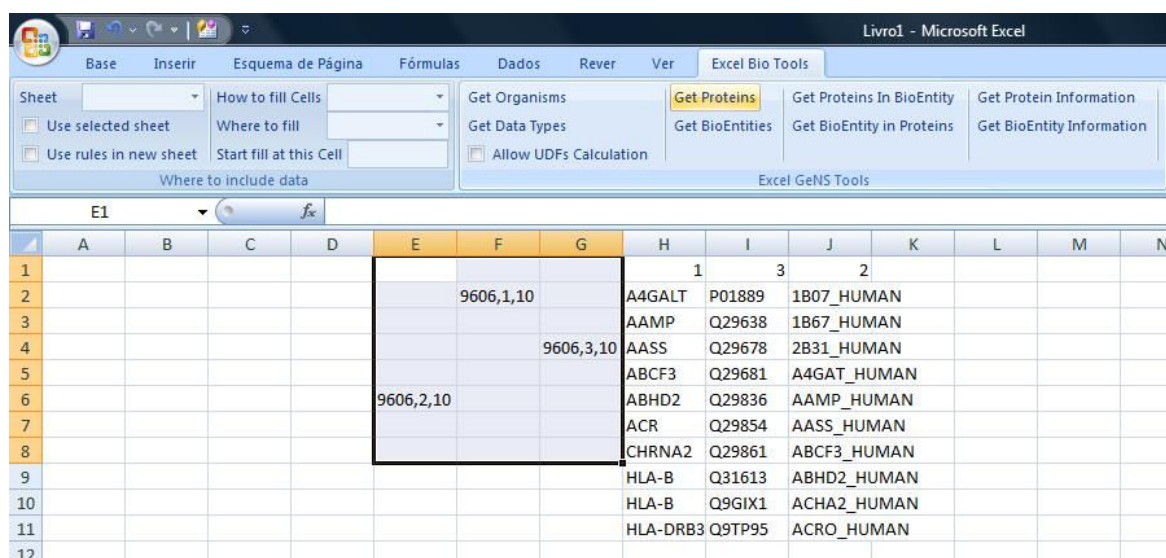 Livro1 - Microsoft Excel
Base Inserir Esquema de Página Fórmulas Dados Rever Ver Excel Bio Tools
Sheet How to fill Cells Get Organisms Get Proteins Get Proteins In BioEntity Get Protein Information
Use selected sheet Where to fill Get Data Types Get BioEntities Get BioEntity in Proteins Get BioEntity Information
Use rules in new sheet Start fill at this Cell Allow UDFs Calculation
Where to include data Excel GeNS Tools
E1 fx
A B C D E F G H I J K L M N
1 1 3 2
2 9606,1,10 A4GALT P01889 1B07_HUMAN
3 AAMP Q29638 1B67_HUMAN
4 9606,3,10 AASS Q29678 2B31_HUMAN
5 ABCF3 Q29681 A4GAT_HUMAN
6 9606,2,10 ABHD2 Q29836 AAMP_HUMAN
7 ACR Q29854 AASS_HUMAN
8 CHRNA2 Q29861 ABCF3_HUMAN
9 HLA-B Q31613 ABHD2_HUMAN
10 HLA-B Q9GIX1 ACHA2_HUMAN
11 HLA-DRB3 Q9TP95 ACRO_HUMAN
12